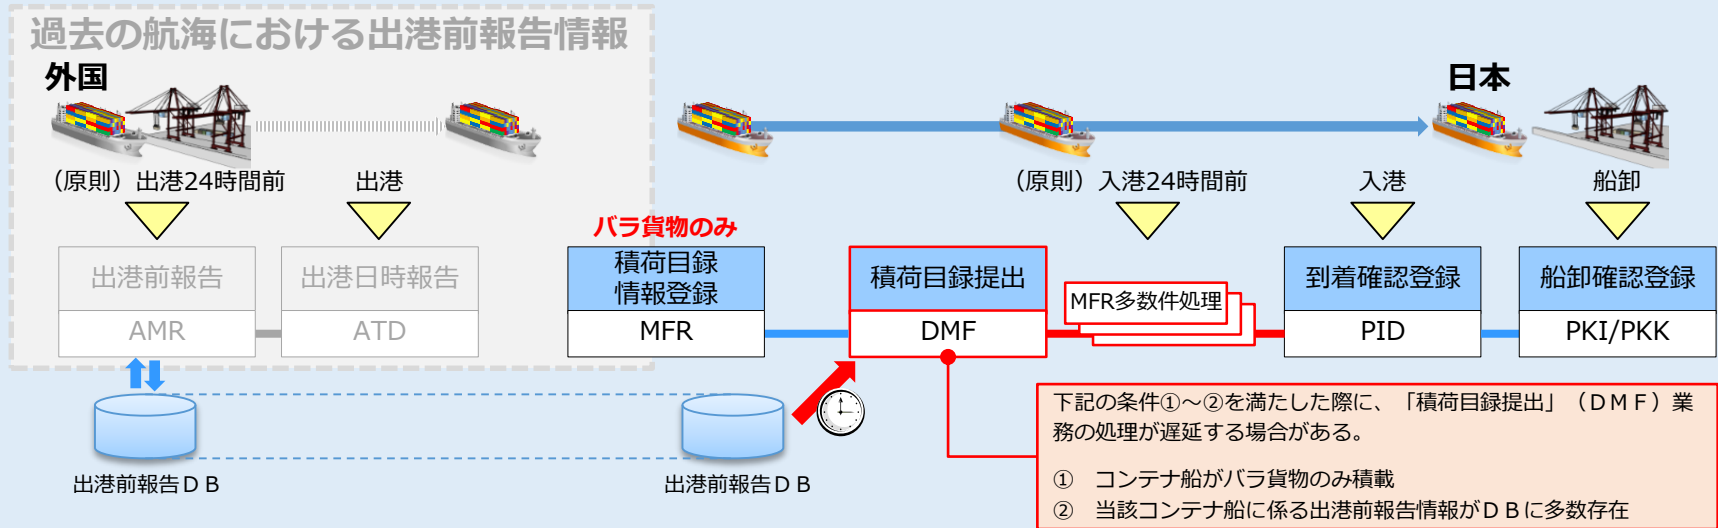 過去の航海における出港前報告情報
外国
日本
（原則）出港24時間前
出港
（原則）入港24時間前
入港
船卸
バラ貨物のみ
出港前報告
AMR
出港日時報告
ATD
積荷目録
情報登録
MFR
積荷目録提出
DMF
MFR多数件処理
到着確認登録
PID
船卸確認登録
PKI/PKK
出港前報告ＤＢ
出港前報告ＤＢ
下記の条件①～②を満たした際に、「積荷目録提出」（ＤＭＦ）業
務の処理が遅延する場合がある。
①　コンテナ船がバラ貨物のみ積載
②　当該コンテナ船に係る出港前報告情報がＤＢに多数存在